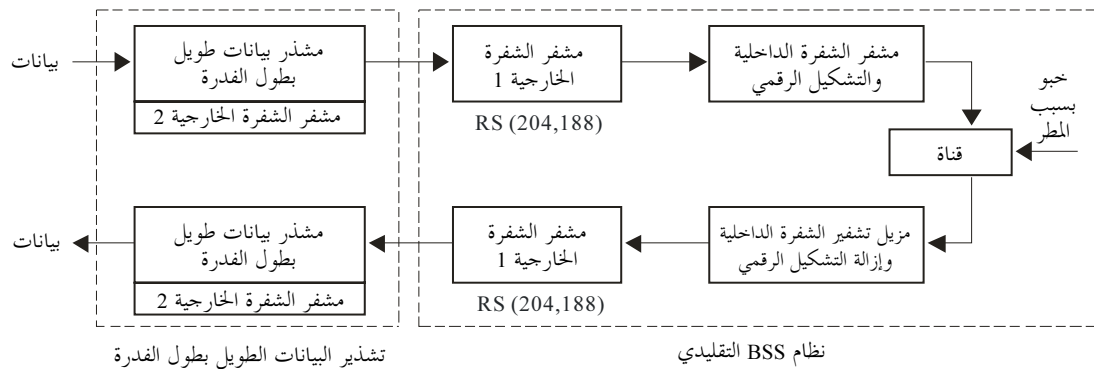 بيانات
مشذر بيانات طويل
بطول الفدرة
مشفر الشفرة الخارجية 2
مشفر الشفرة
الخارجية 1
RS (204,188)
مشفر الشفرة الداخلية
والتشكيل الرقمي
خبو
بسبب
المطر
قناة
بيانات
مشذر بيانات طويل
بطول الفدرة
مشفر الشفرة الخارجية 2
مشفر الشفرة
الخارجية 1
RS (204,188)
مزيل تشفير الشفرة الداخلية
وإزالة التشكيل الرقمي
تشذير البيانات الطويل بطول الفدرة
نظام BSS التقليدي